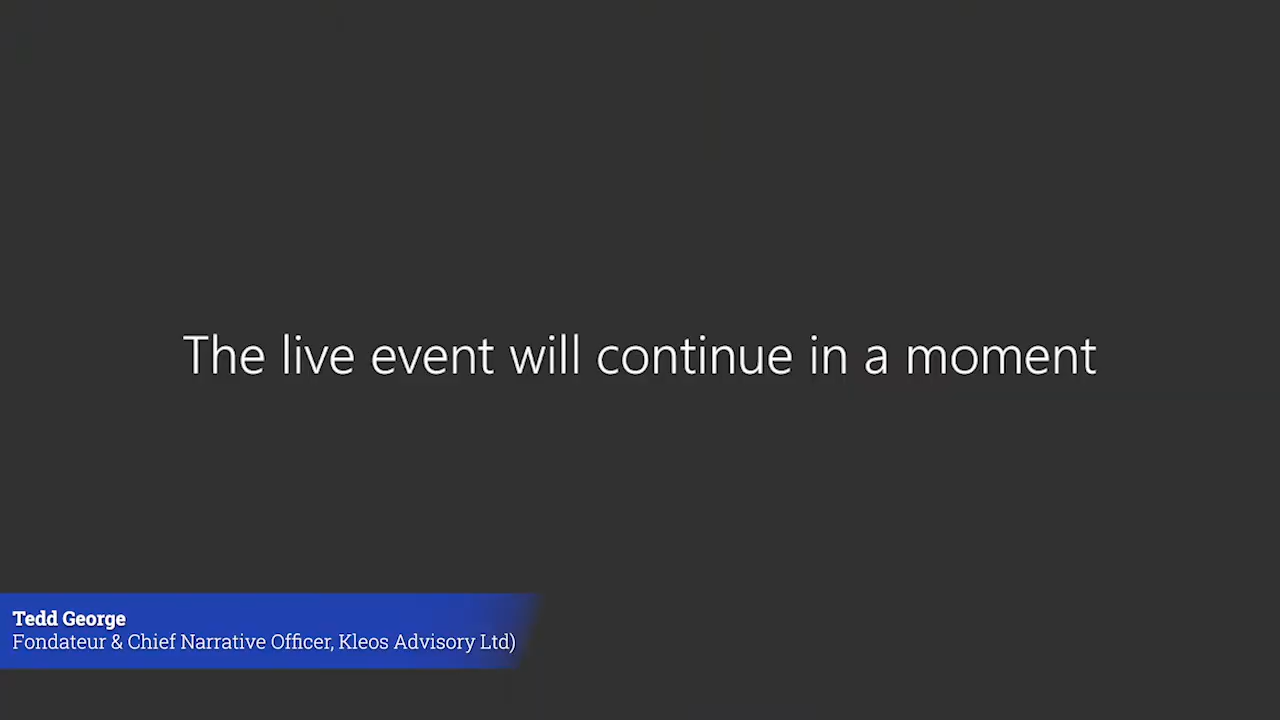 The live event will continue in a moment
Tedd George
Fondateur & Chief Narrative Officer, Kleos Advisory Ltd)